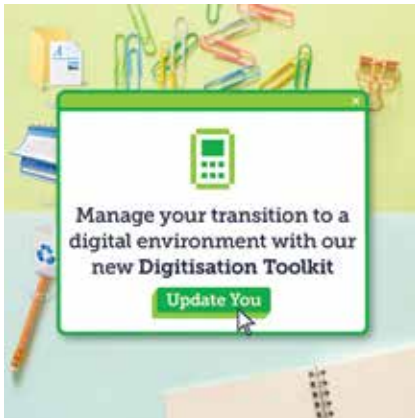 Manage your transition to a
digital environment with our
new Digitisation Toolkit
Update You